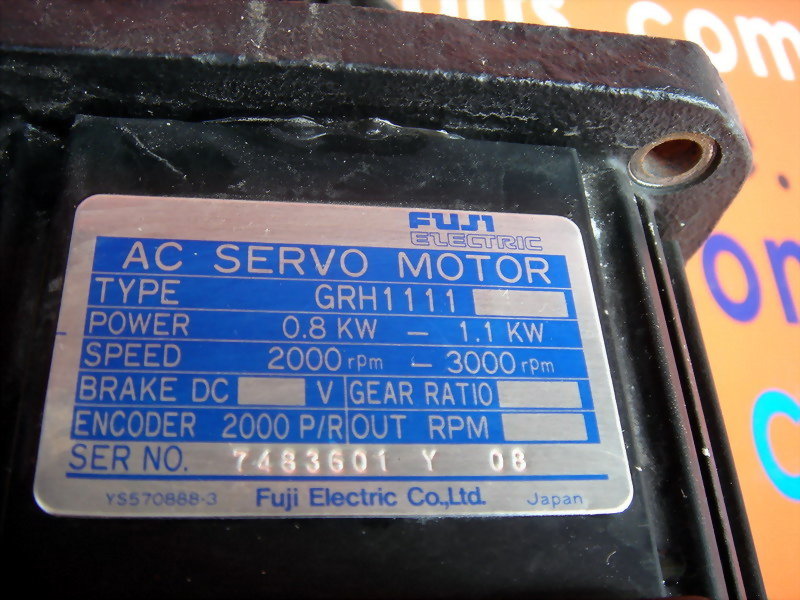 com
FUJI
ELECTRIC
AC SERVO MOTOR
TYPE GRH1111
POWER 0.8 KW — 1.1 KW
SPEED 2000 rpm — 3000 rpm
BRAKE DC V GEAR RATIO
ENCODER 2000 P/R OUT RPM
SER NO. 7483601 Y 08
YS570888-3 Fuji Electric Co.,Ltd. Japan